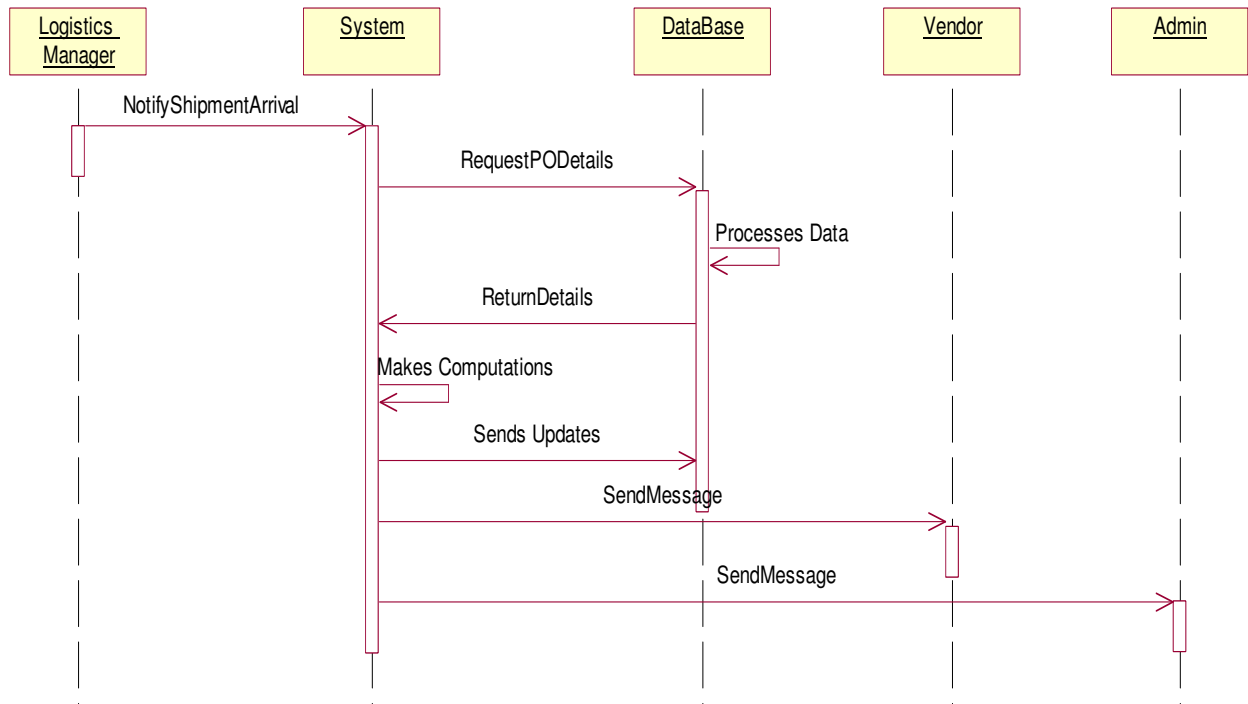 Logistics
Manager
System
DataBase
Vendor
Admin
NotifyShipmentArrival
RequestPODetails
Processes Data
ReturnDetails
Makes Computations
Sends Updates
SendMessage
SendMessage